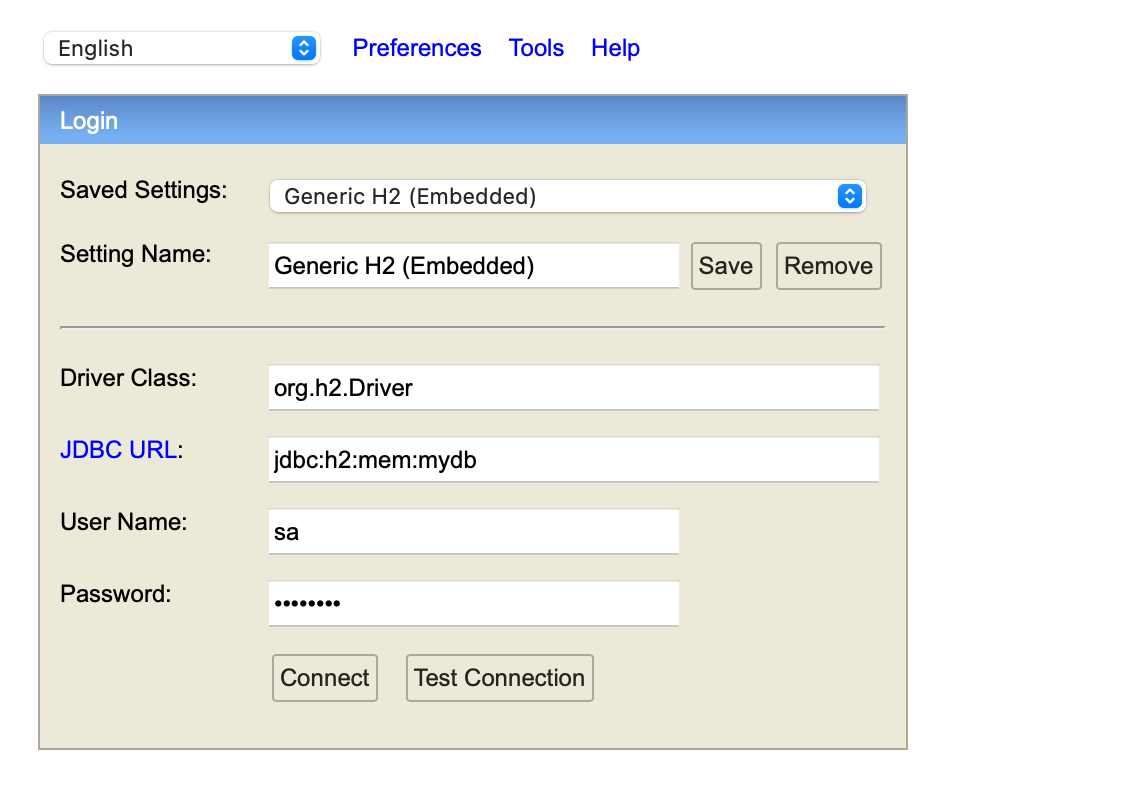 English Preferences Tools Help
Login
Saved Settings: Generic H2 (Embedded)
Setting Name: Generic H2 (Embedded) Save Remove
Driver Class: org.h2.Driver
JDBC URL: jdbc:h2:mem:mydb
User Name: sa
Password: ••••••••
Connect Test Connection